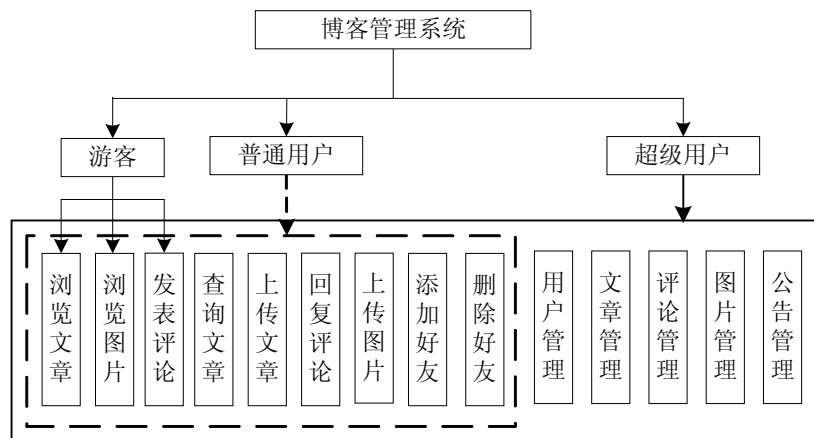 博客管理系统
游客
普通用户
超级用户
浏览文章
浏览图片
发表评论
查询文章
上传文章
回复评论
上传图片
添加好友
删除好友
用户管理
文章管理
评论管理
图片管理
公告管理